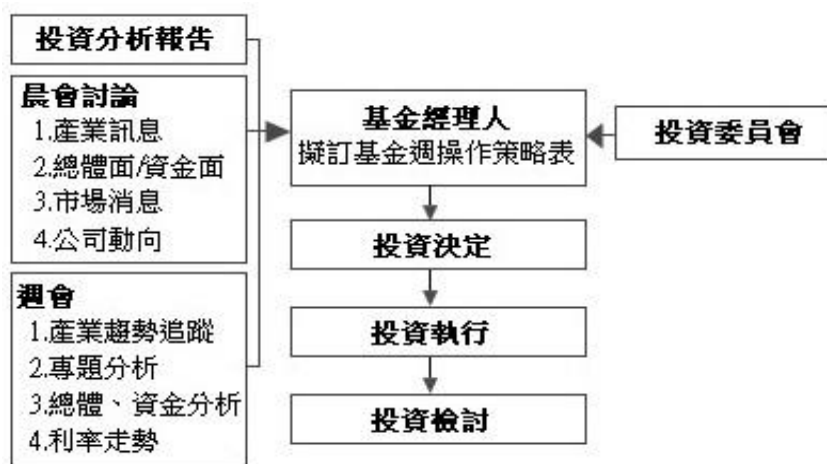 投資分析報告
晨會討論
1.產業訊息
2.總體面/資金面
3.市場消息
4.公司動向
週會
1.產業趨勢追蹤
2.專題分析
3.總體、資金分析
4.利率走勢
基金經理人
擬訂基金週操作策略表
投資決定
投資執行
投資檢討
投資委員會